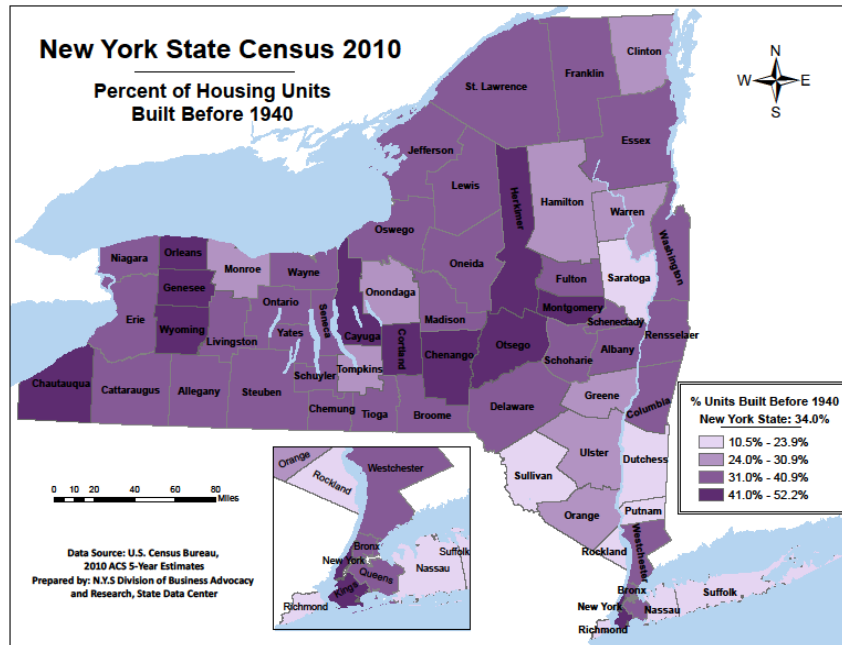 New York State Census 2010
Percent of Housing Units
Built Before 1940
N
W
E
S
Clinton
Franklin
St. Lawrence
Essex
Jefferson
Lewis
Herkimer
Hamilton
Warren
Washington
Oswego
Oneida
Fulton
Saratoga
Niagara
Orleans
Monroe
Wayne
Onondaga
Genesee
Ontario
Seneca
Cayuga
Madison
Montgomery
Schenectady
Rensselaer
Erie
Wyoming
Livingston
Yates
Cortland
Chenango
Otsego
Schoharie
Albany
Chautauqua
Cattaraugus
Allegany
Steuben
Schuyler
Tompkins
Chemung
Tioga
Broome
Delaware
Greene
Columbia
Ulster
Dutchess
Sullivan
Orange
Putnam
Rockland
Westchester
Bronx
New York
Nassau
Suffolk
Richmond
% Units Built Before 1940
New York State: 34.0%
10.5% - 23.9%
24.0% - 30.9%
31.0% - 40.9%
41.0% - 52.2%
Orange
Rockland
Westchester
Bronx
New York
Queens
Nassau
Suffolk
Kings
Richmond
0 10 20 40 60 80
Miles
Data Source: U.S. Census Bureau,
2010 ACS 5-Year Estimates
Prepared by: N.Y.S Division of Business Advocacy
and Research, State Data Center